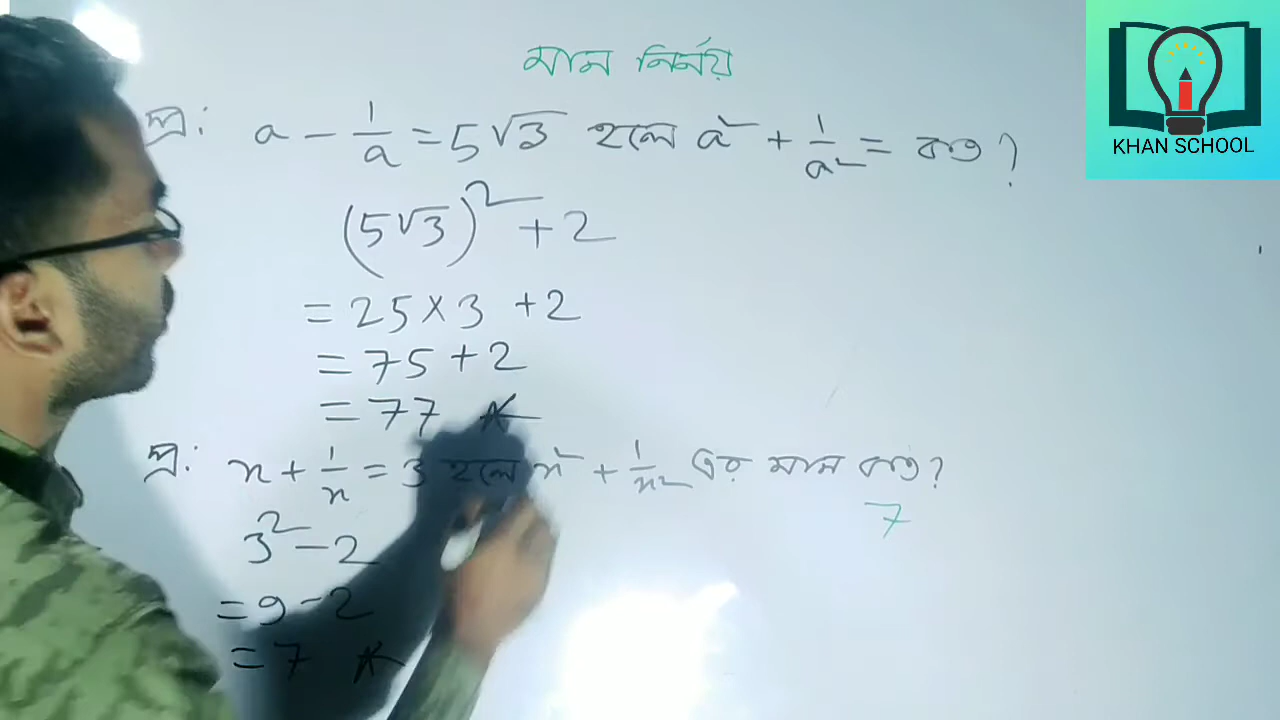 মান নির্নয়
KHAN SCHOOL
প্র: a - 1/a = 5√3 হলে a² + 1/a² = কত ?
(5√3)² + 2
= 25 × 3 + 2
= 75 + 2
= 77
প্র: x + 1/x = 3 হলে x² + 1/x² এর মান কত ?
7
3² - 2
= 9 - 2
= 7